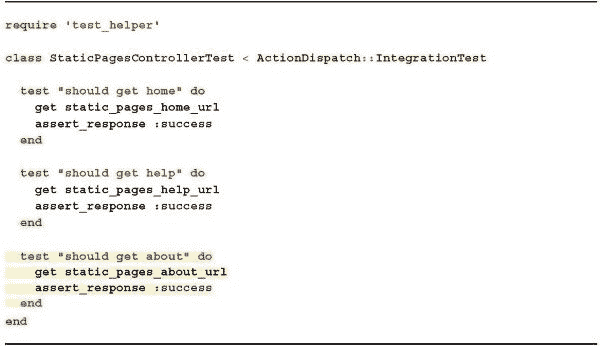 require 'test_helper'

class StaticPagesControllerTest < ActionDispatch::IntegrationTest

  test "should get home" do
    get static_pages_home_url
    assert_response :success
  end

  test "should get help" do
    get static_pages_help_url
    assert_response :success
  end

  test "should get about" do
    get static_pages_about_url
    assert_response :success
  end
end